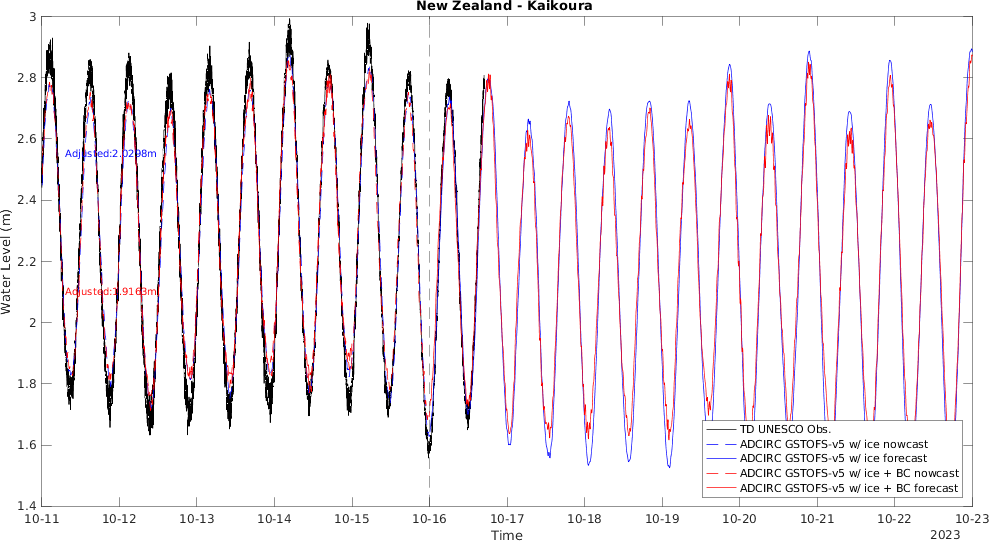 New Zealand - Kaikoura
3
2.8
2.6
2.4
2.2
2
1.8
1.6
1.4
Water Level (m)
Adjusted:2.0298m
Adjusted:1.9163m
TD UNESCO Obs.
ADCIRC GSTOFS-v5 w/ ice nowcast
ADCIRC GSTOFS-v5 w/ ice forecast
ADCIRC GSTOFS-v5 w/ ice + BC nowcast
ADCIRC GSTOFS-v5 w/ ice + BC forecast
10-11 10-12 10-13 10-14 10-15 10-16 10-17 10-18 10-19 10-20 10-21 10-22 10-23
Time
2023